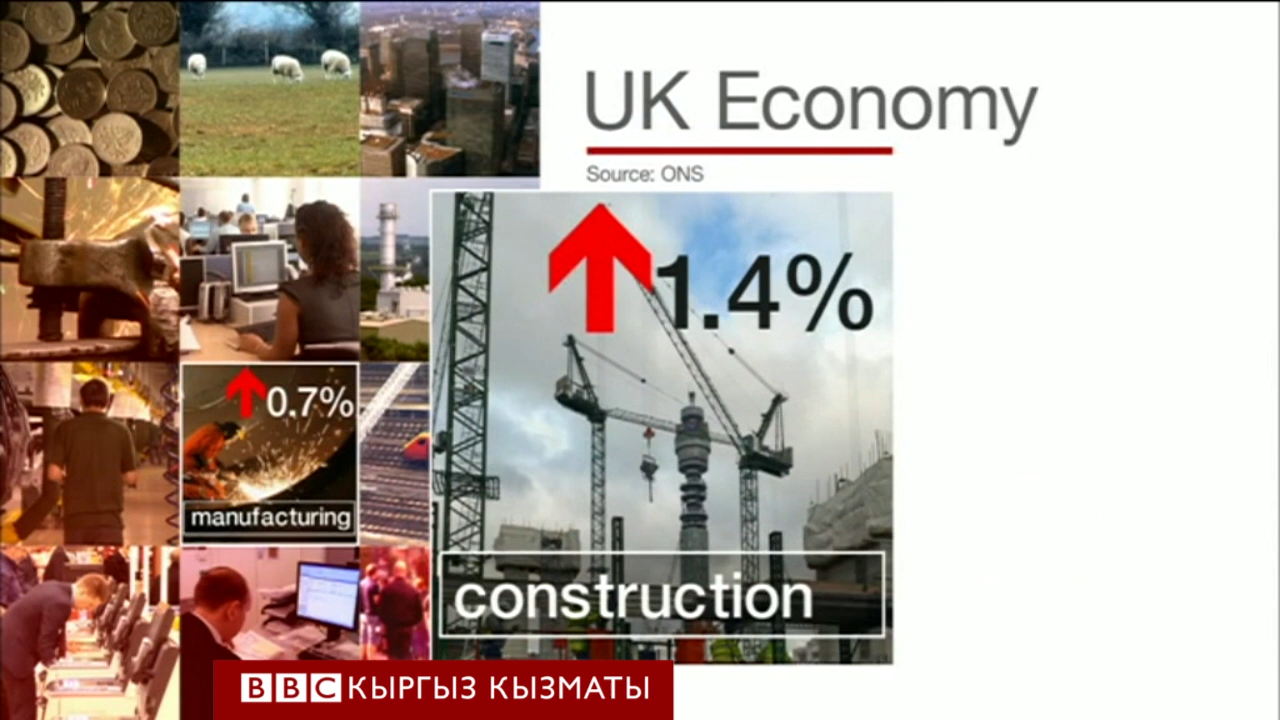 UK Economy
Source: ONS
1.4%
0.7%
manufacturing
construction
BBC КЫРГЫЗ КЫЗМАТЫ